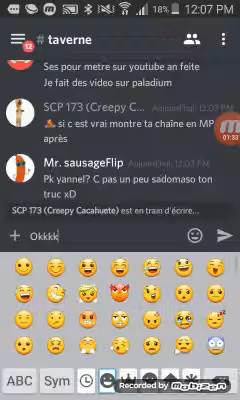 18% 12:07 PM
12
# taverne
Ses pour metre sur youtube an feite
Je fait des video sur paladium
SCP 173 (Creepy C... Aujourd'hui, 12:03 PM
si c est vrai montre ta chaîne en MP
après
01:33
Mr. sausageFlip Aujourd'hui, 12:03 PM
Pk yannel? C pas un peu sadomaso ton
truc xD
SCP 173 (Creepy Cacahuete) est en train d'écrire...
Okkkk
ABC Sym
Recorded by Mobizen